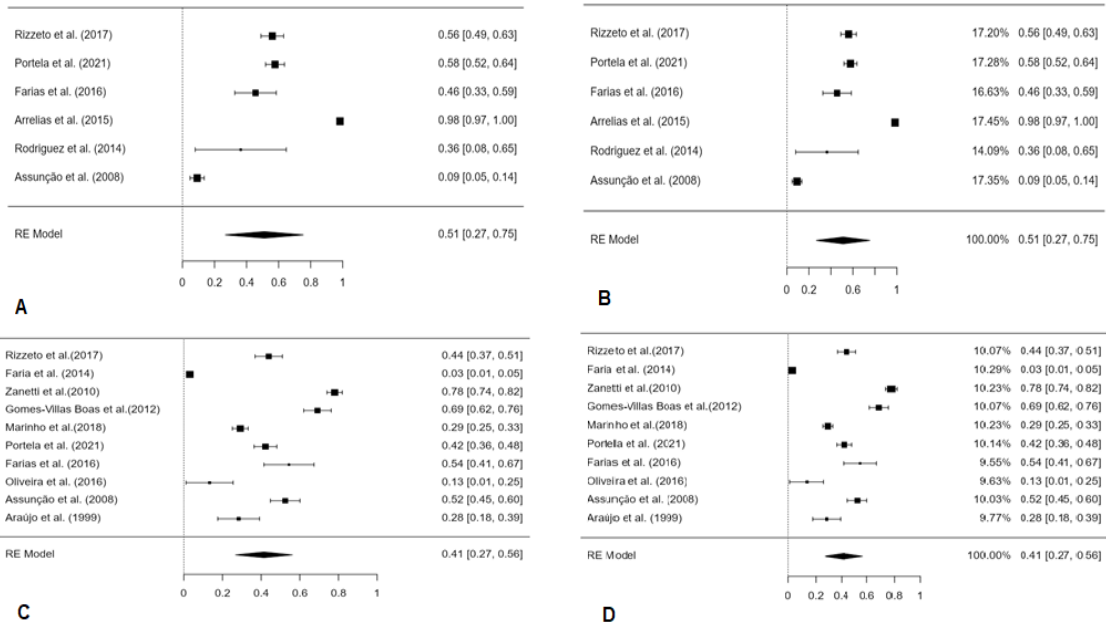 Rizzeto et al. (2017) 0.56 [0.49, 0.63]
Portela et al. (2021) 0.58 [0.52, 0.64]
Farias et al. (2016) 0.46 [0.33, 0.59]
Arrelias et al. (2015) 0.98 [0.97, 1.00]
Rodriguez et al. (2014) 0.36 [0.08, 0.65]
Assunção et al. (2008) 0.09 [0.05, 0.14]
RE Model 0.51 [0.27, 0.75]
0 0.2 0.4 0.6 0.8 1
A
Rizzeto et al. (2017) 17.20% 0.56 [0.49, 0.63]
Portela et al. (2021) 17.28% 0.58 [0.52, 0.64]
Farias et al. (2016) 16.63% 0.46 [0.33, 0.59]
Arrelias et al. (2015) 17.45% 0.98 [0.97, 1.00]
Rodriguez et al. (2014) 14.09% 0.36 [0.08, 0.65]
Assunção et al. (2008) 17.35% 0.09 [0.05, 0.14]
RE Model 100.00% 0.51 [0.27, 0.75]
0 0.2 0.6 1
B
Rizzeto et al.(2017) 0.44 [0.37, 0.51]
Faria et al. (2014) 0.03 [0.01, 0.05]
Zanetti et al.(2010) 0.78 [0.74, 0.82]
Gomes-Villas Boas et al.(2012) 0.69 [0.62, 0.76]
Marinho et al.(2018) 0.29 [0.25, 0.33]
Portela et al. (2021) 0.42 [0.36, 0.48]
Farias et al. (2016) 0.54 [0.41, 0.67]
Oliveira et al. (2016) 0.13 [0.01, 0.25]
Assunção et al. (2008) 0.52 [0.45, 0.60]
Araújo et al. (1999) 0.28 [0.18, 0.39]
RE Model 0.41 [0.27, 0.56]
0 0.2 0.4 0.6 0.8 1
C
Rizzeto et al.(2017) 10.07% 0.44 [0.37, 0.51]
Faria et al. (2014) 10.29% 0.03 [0.01, 0.05]
Zanetti et al.(2010) 10.23% 0.78 [0.74, 0.82]
Gomes-Villas Boas et al.(2012) 10.07% 0.69 [0.62, 0.76]
Marinho et al.(2018) 10.23% 0.29 [0.25, 0.33]
Portella et al. (2021) 10.14% 0.42 [0.36, 0.48]
Farias et al. (2016) 9.55% 0.54 [0.41, 0.67]
Oliveira et al. (2016) 9.63% 0.13 [0.01, 0.25]
Assunção et al. (2008) 10.03% 0.52 [0.45, 0.60]
Araújo et al. (1999) 9.77% 0.28 [0.18, 0.39]
RE Model 100.00% 0.41 [0.27, 0.56]
0 0.2 0.4 0.6 0.8 1
D